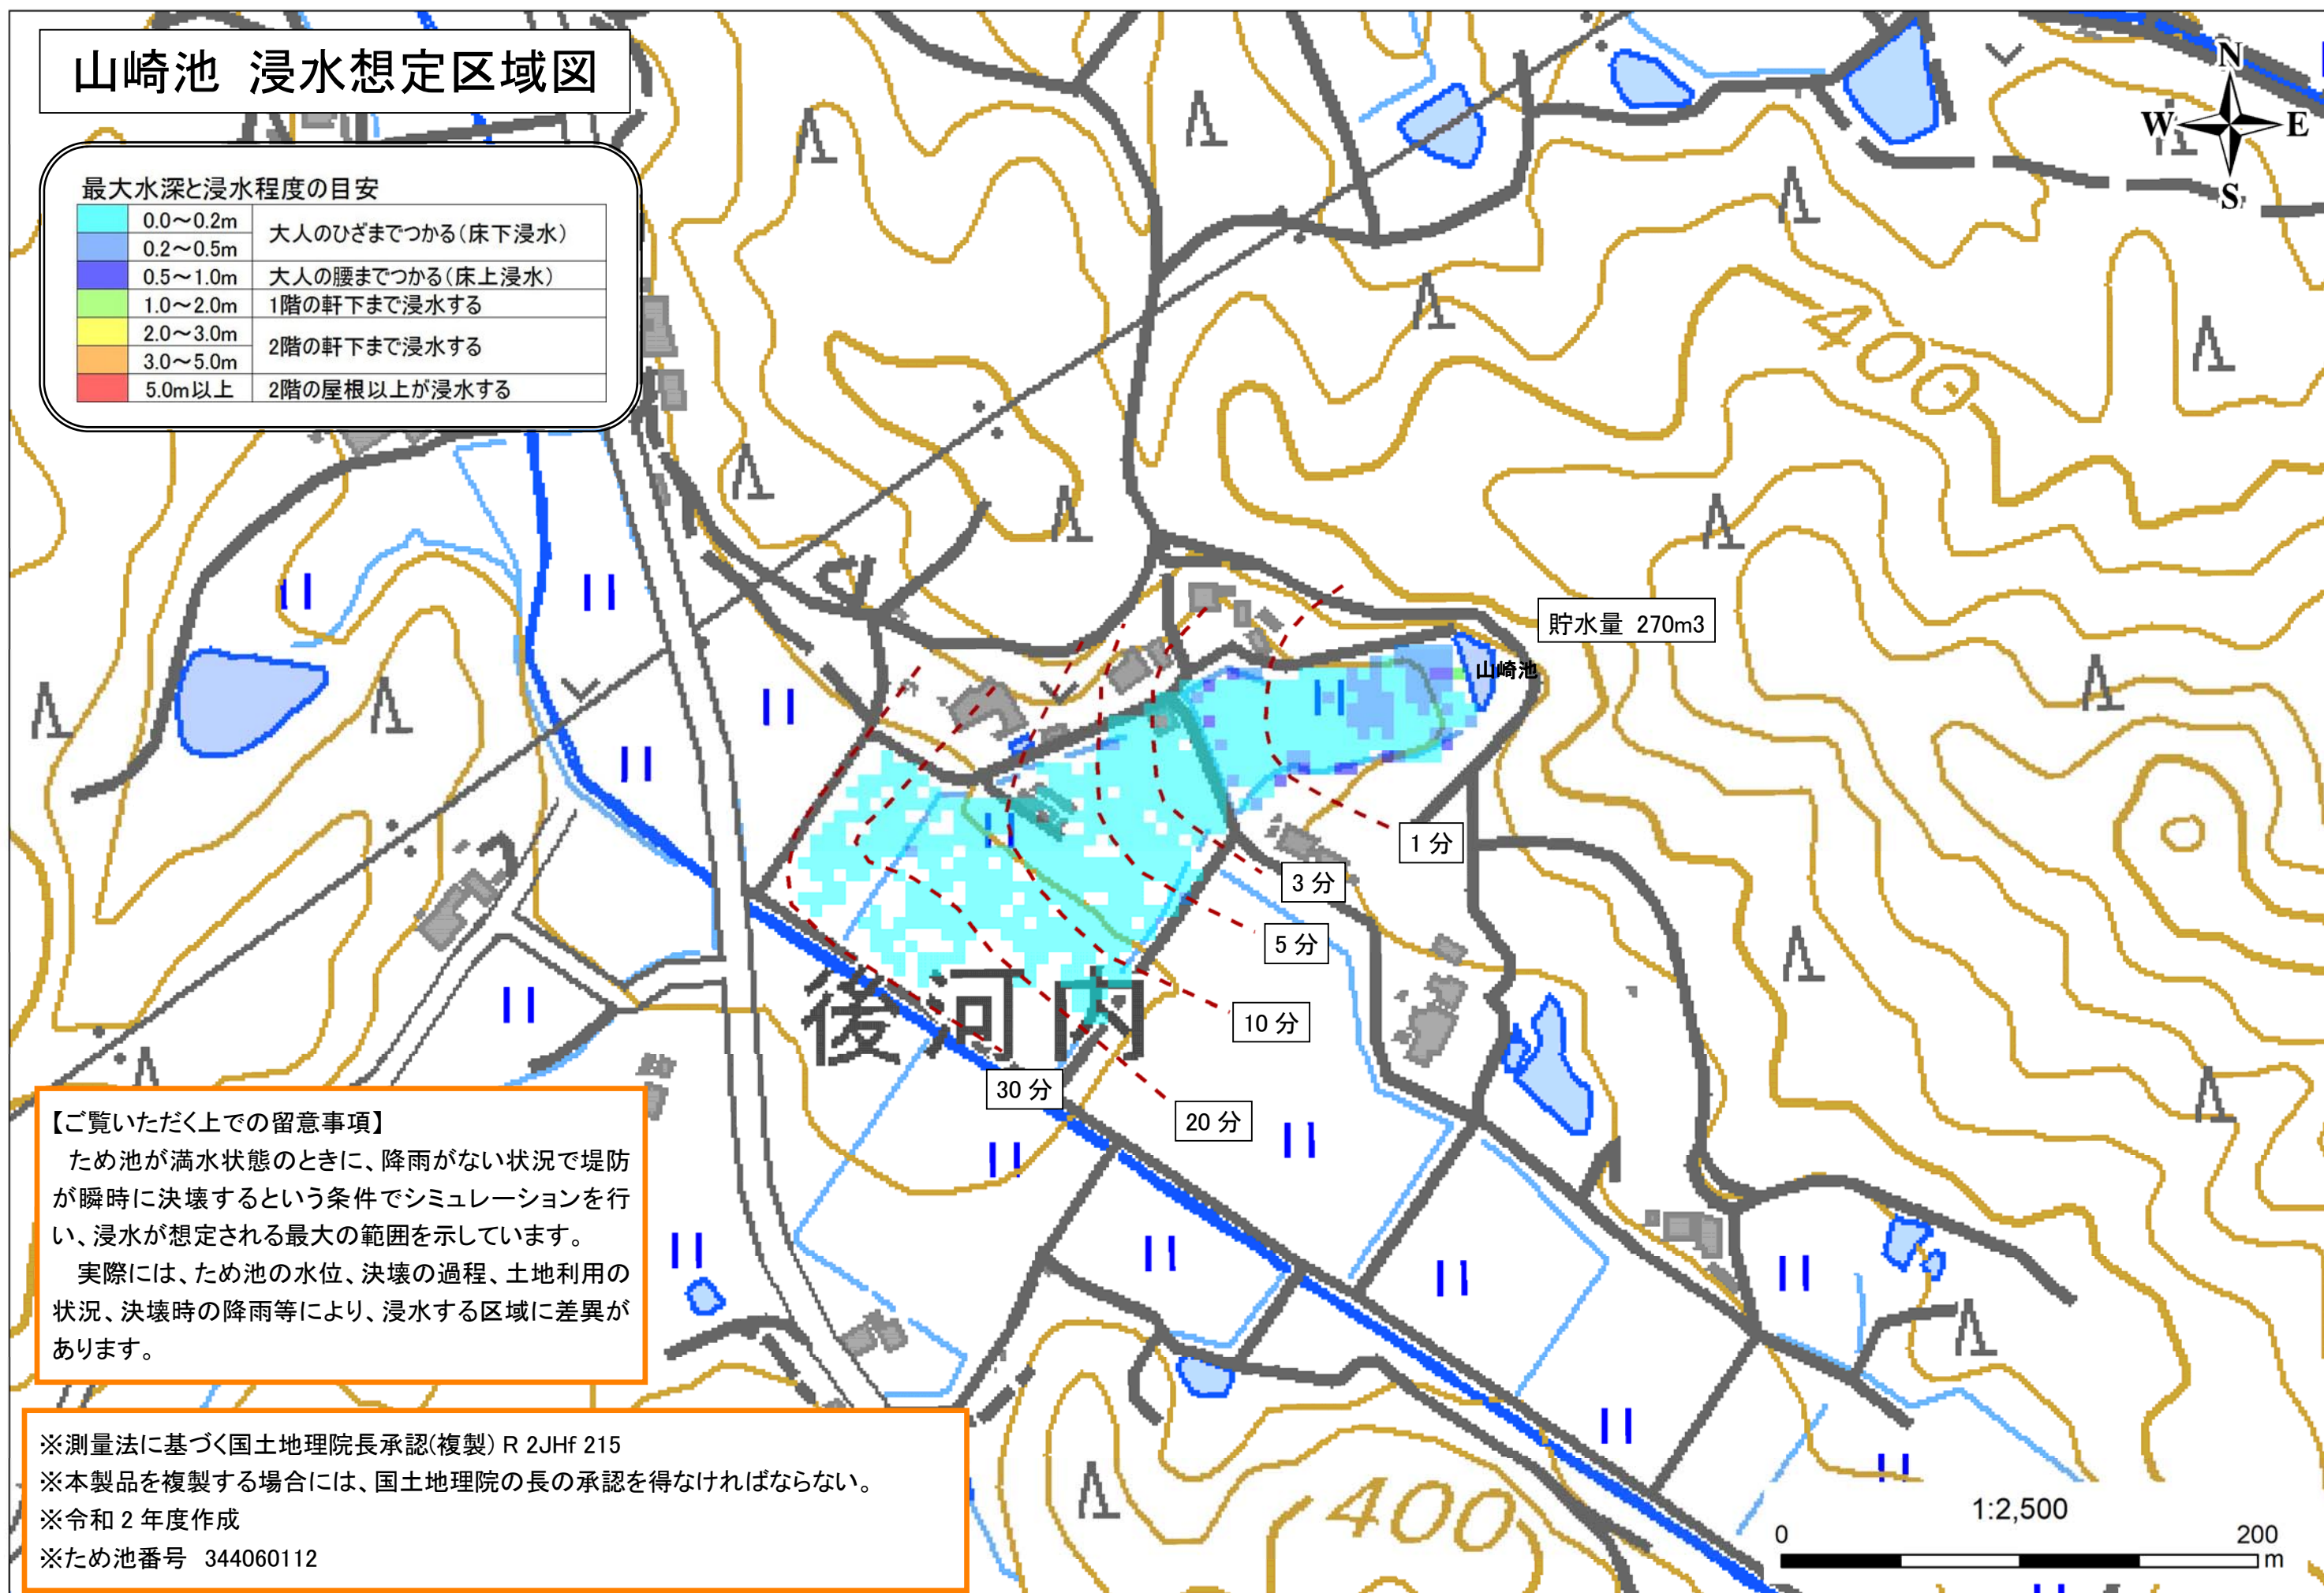 山崎池 浸水想定区域図
N
W
E
S
最大水深と浸水程度の目安
0.0～0.2m
大人のひざまでつかる(床下浸水)
0.2～0.5m
0.5～1.0m 大人の腰までつかる(床上浸水)
1.0～2.0m 1階の軒下まで浸水する
2.0～3.0m
2階の軒下まで浸水する
3.0～5.0m
5.0m以上 2階の屋根以上が浸水する
400
貯水量 270m3
山崎池
1 分
3 分
5 分
10 分
後河内
30 分
20 分
【ご覧いただく上での留意事項】
ため池が満水状態のときに、降雨がない状況で堤防
が瞬時に決壊するという条件でシミュレーションを行
い、浸水が想定される最大の範囲を示しています。
実際には、ため池の水位、決壊の過程、土地利用の
状況、決壊時の降雨等により、浸水する区域に差異が
あります。
※測量法に基づく国土地理院長承認(複製) R 2JHf 215
※本製品を複製する場合には、国土地理院の長の承認を得なければならない。
※令和 2 年度作成
※ため池番号 344060112
400
1:2,500
0 200
m